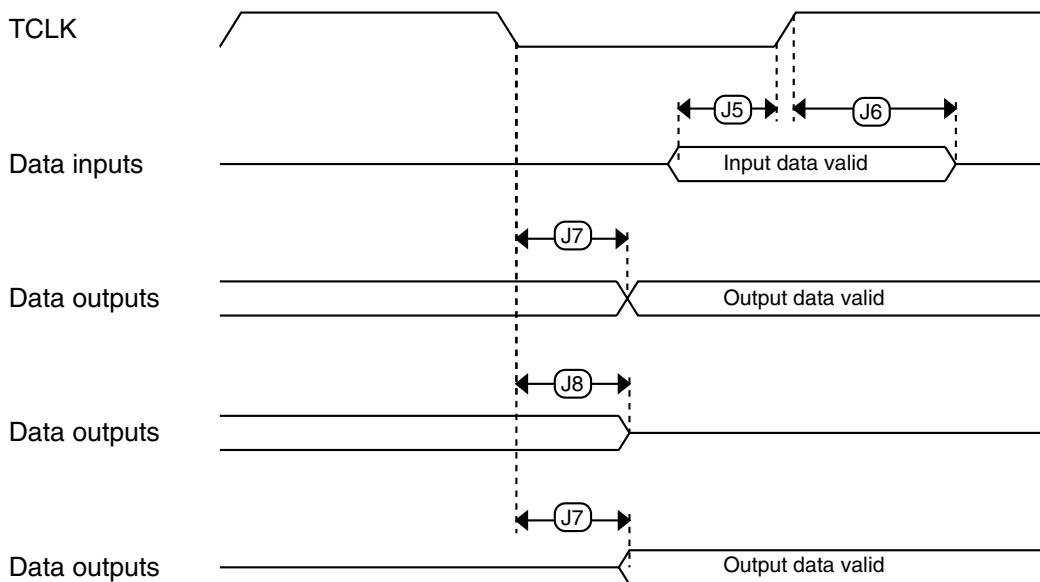 TCLK
J5
J6
Data inputs
Input data valid
J7
Data outputs
Output data valid
J8
Data outputs
J7
Data outputs
Output data valid